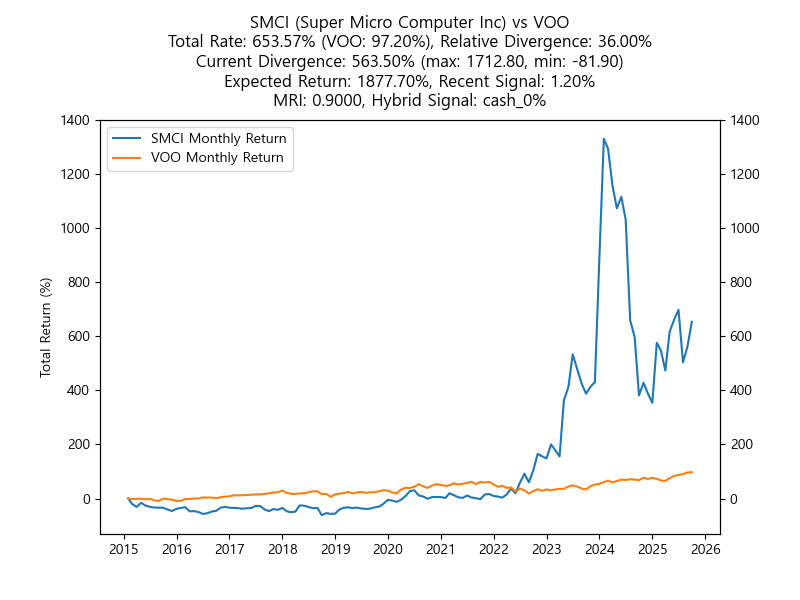 SMCI (Super Micro Computer Inc) vs VOO
Total Rate: 653.57% (VOO: 97.20%), Relative Divergence: 36.00%
Current Divergence: 563.50% (max: 1712.80, min: -81.90)
Expected Return: 1877.70%, Recent Signal: 1.20%
MRI: 0.9000, Hybrid Signal: cash_0%
SMCI Monthly Return
VOO Monthly Return
Total Return (%)
1400
1200
1000
800
600
400
200
0
1400
1200
1000
800
600
400
200
0
2015 2016 2017 2018 2019 2020 2021 2022 2023 2024 2025 2026